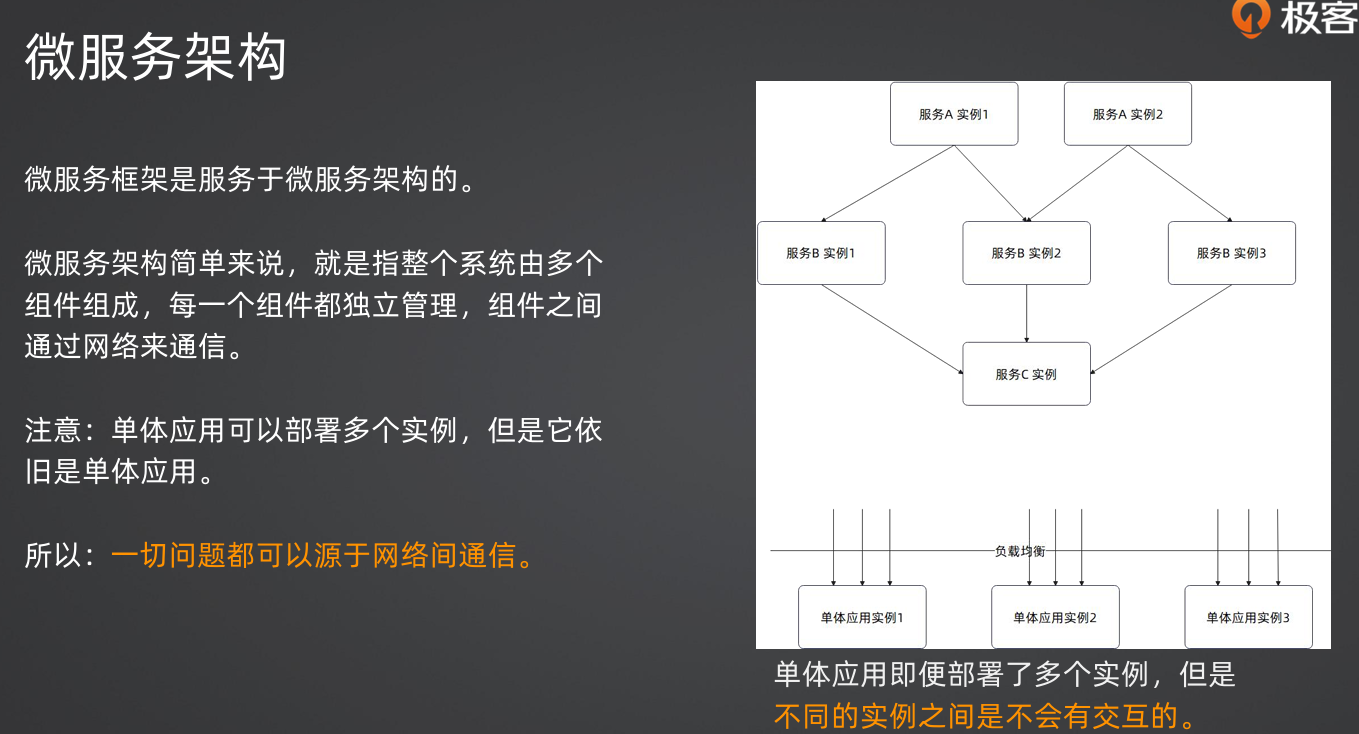 极客
微服务架构
微服务框架是服务于微服务架构的。
微服务架构简单来说，就是指整个系统由多个
组件组成，每一个组件都独立管理，组件之间
通过网络来通信。
注意：单体应用可以部署多个实例，但是它依
旧是单体应用。
所以：一切问题都可以源于网络间通信。
服务A 实例1
服务A 实例2
服务B 实例1
服务B 实例2
服务B 实例3
服务C 实例
负载均衡
单体应用实例1
单体应用实例2
单体应用实例3
单体应用即便部署了多个实例，但是
不同的实例之间是不会有交互的。